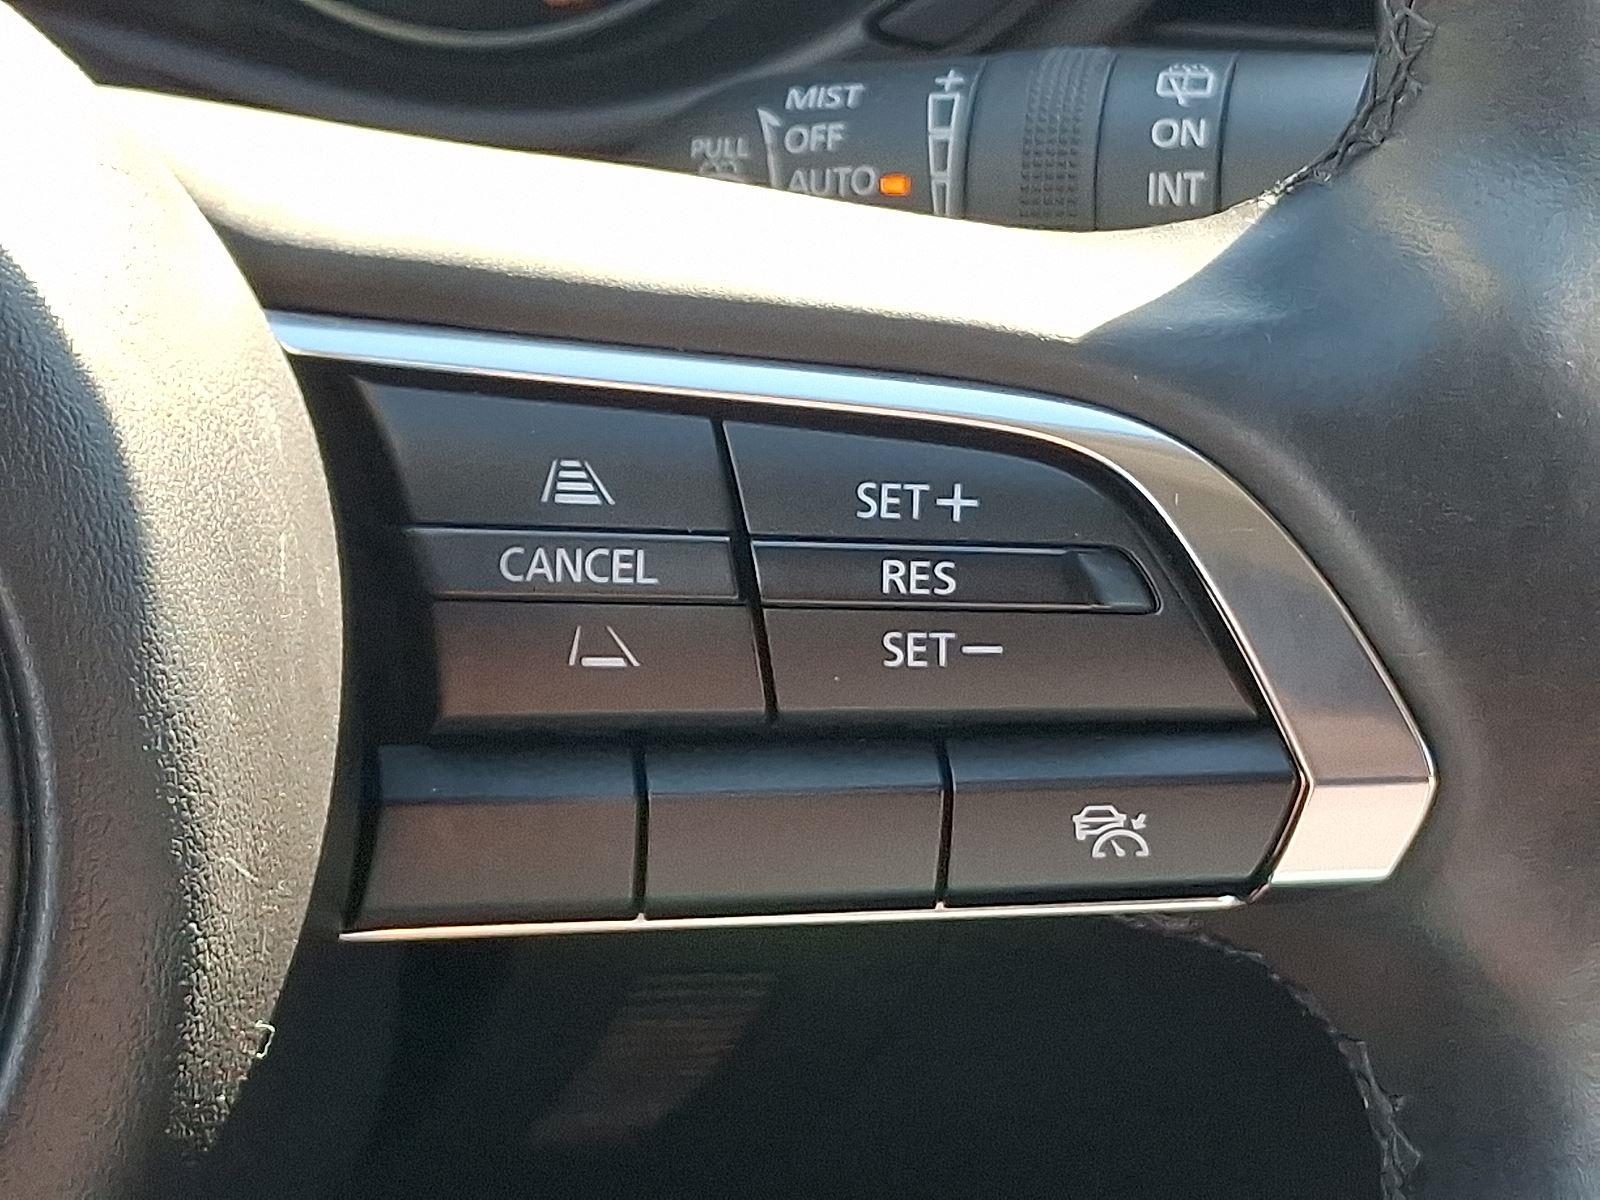 MIST
OFF
PULL
AUTO
+
ON
INT
SET+
CANCEL
RES
SET−